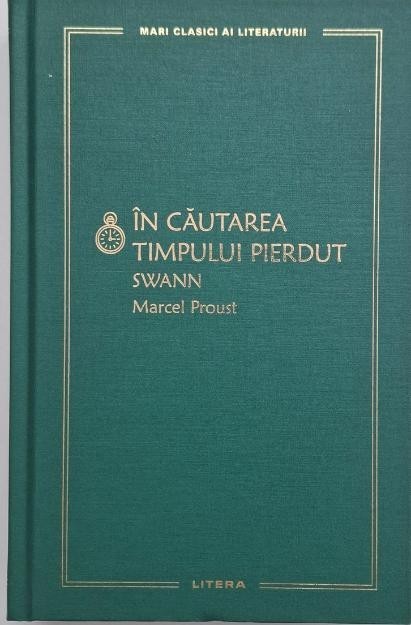 MARI CLASICI AI LITERATURII
ÎN CĂUTAREA
TIMPULUI PIERDUT
SWANN
Marcel Proust
LITERA